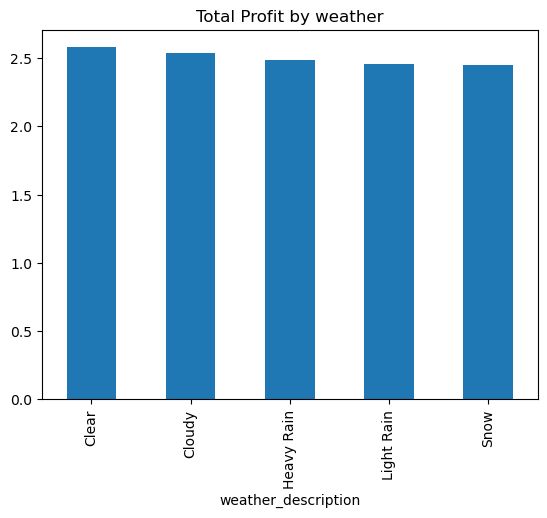 Total Profit by weather
2.5
2.0
1.5
1.0
0.5
0.0
Clear
Cloudy
Heavy Rain
Light Rain
Snow
weather_description